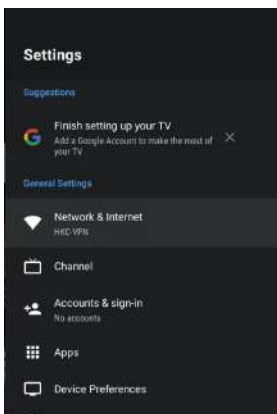 Settings
Suggestions
Finish setting up your TV
Add a Google Account to make the most of
your TV
General Settings
Network & Internet
HKC-VPN
Channel
Accounts & sign-in
No accounts
Apps
Device Preferences